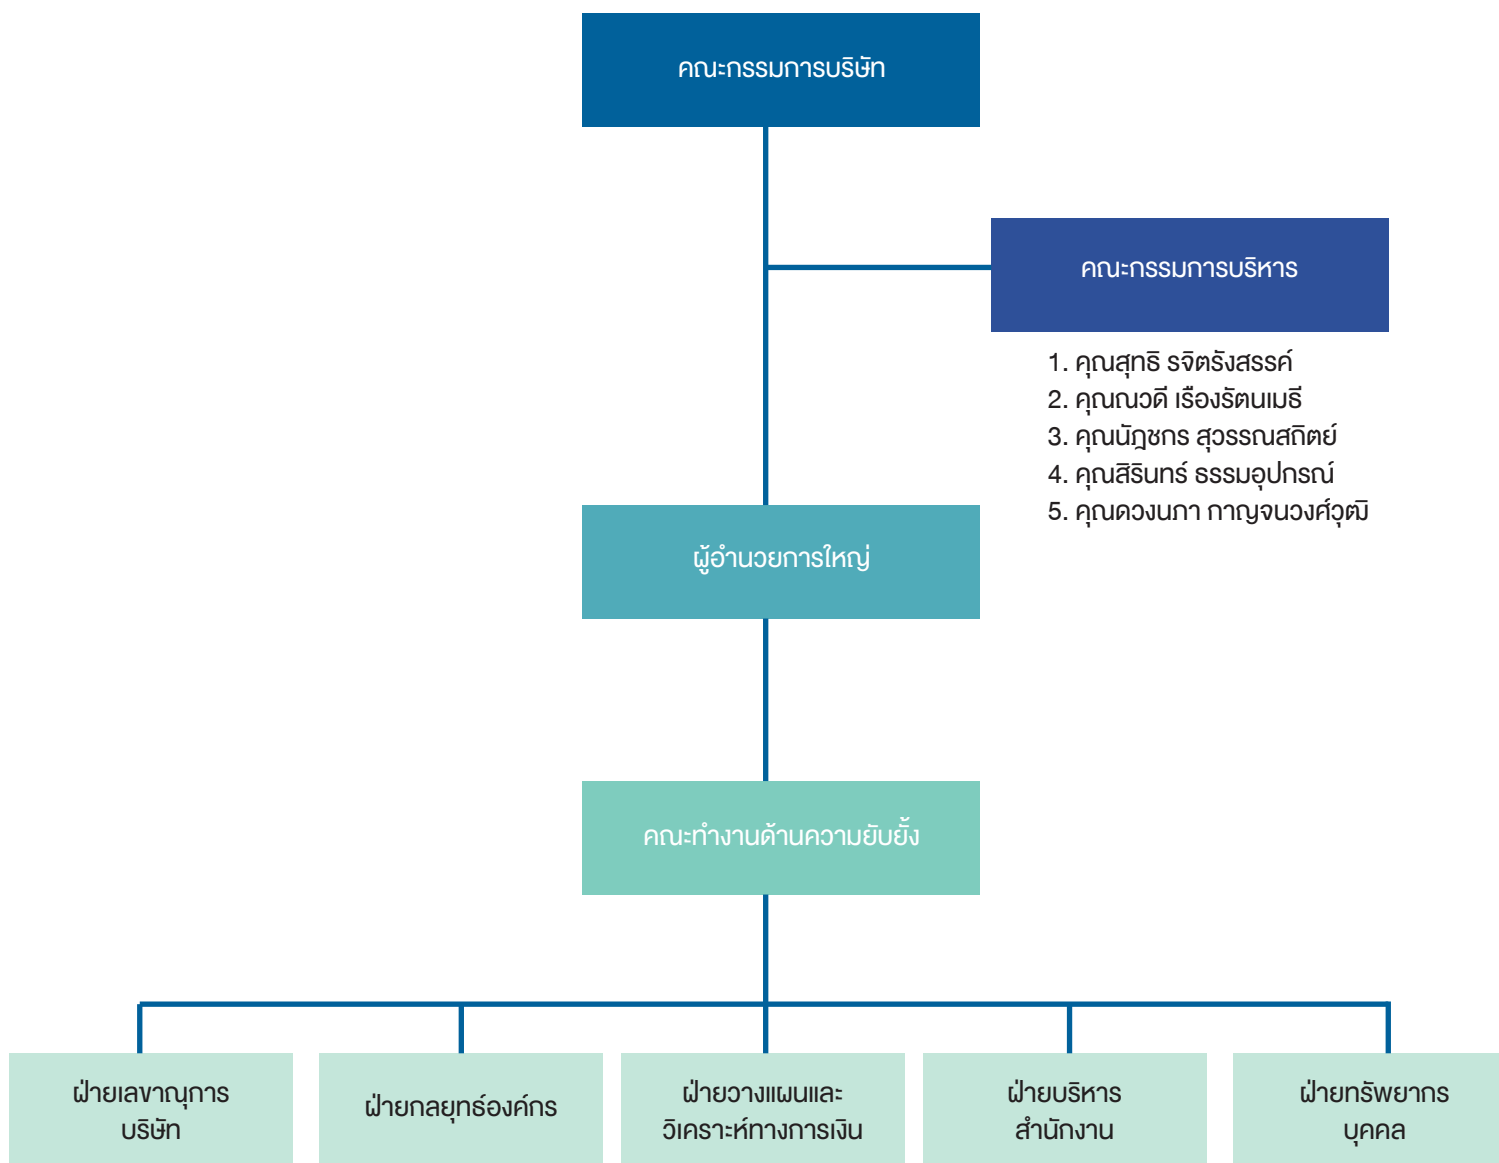 คณะกรรมการบริษัท
คณะกรรมการบริหาร
1. คุณสุทธิ รจิตรังสรรค์
2. คุณณวดี เรืองรัตนเมธี
3. คุณนัฎชกร สุวรรณสถิตย์
4. คุณสิรินทร์ ธรรมอุปกรณ์
5. คุณดวงนภา กาญจนวงศ์วุฒิ
ผู้อำนวยการใหญ่
คณะทำงานด้านความยับยั้ง
ฝ่ายเลขาณุการ
บริษัท
ฝ่ายกลยุทธ์องค์กร
ฝ่ายวางแผนและ
วิเคราะห์ทางการเงิน
ฝ่ายบริหาร
สำนักงาน
ฝ่ายทรัพยากร
บุคคล